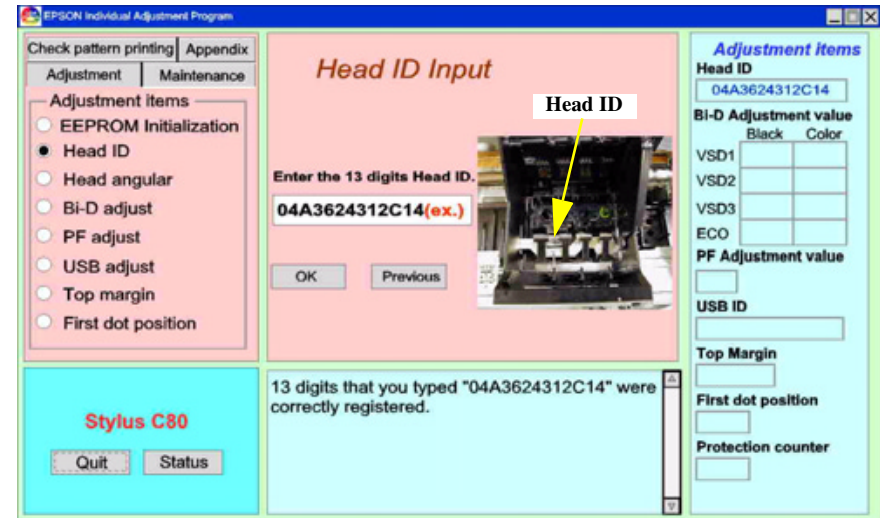 EPSON Individual Adjustment Program
Check pattern printing Appendix
Adjustment Maintenance
Adjustment items
EEPROM Initialization
Head ID
Head angular
Bi-D adjust
PF adjust
USB adjust
Top margin
First dot position
Stylus C80
Quit Status
Head ID Input
Head ID
Enter the 13 digits Head ID.
04A3624312C14(ex.)
OK Previous
13 digits that you typed "04A3624312C14" were
correctly registered.
Adjustment items
Head ID
04A3624312C14
Bi-D Adjustment value
Black Color
VSD1
VSD2
VSD3
ECO
PF Adjustment value
USB ID
Top Margin
First dot position
Protection counter